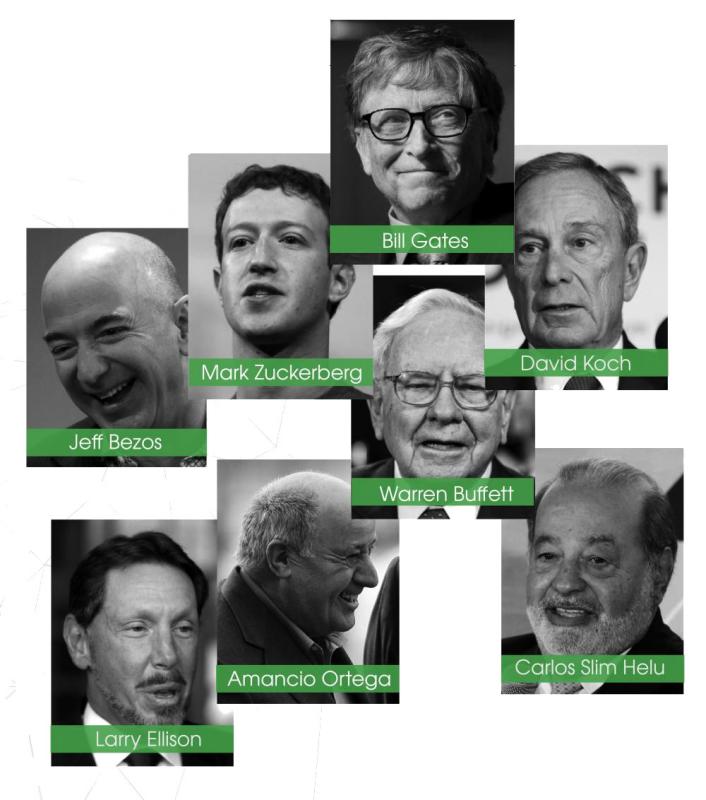 Bill Gates
Mark Zuckerberg
David Koch
Jeff Bezos
Warren Buffett
Carlos Slim Helu
Amancio Ortega
Larry Ellison